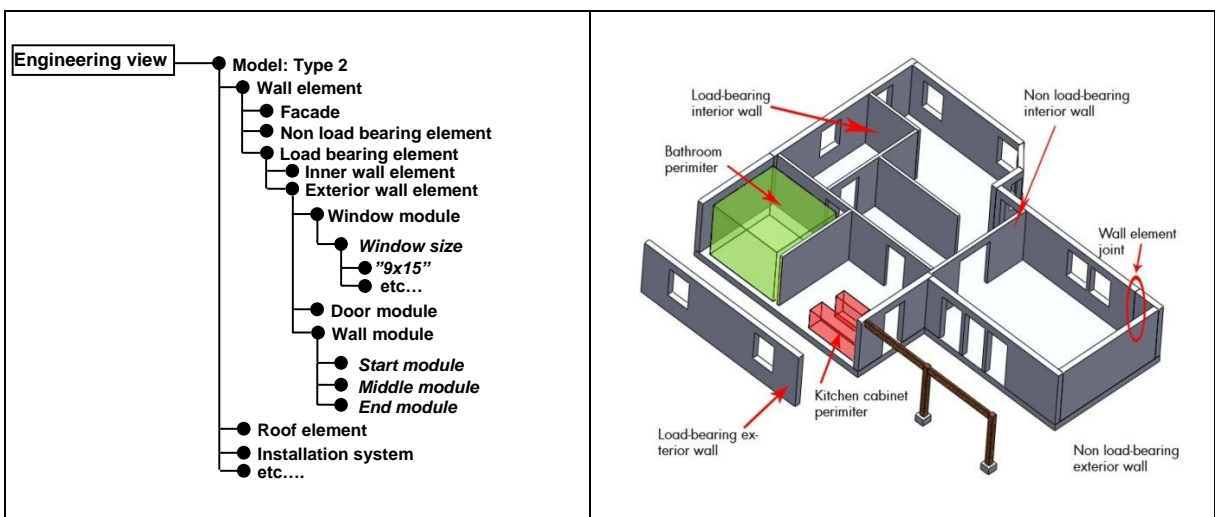 Engineering view
Model: Type 2
Wall element
Facade
Non load bearing element
Load bearing element
Inner wall element
Exterior wall element
Window module
Window size
”9x15”
etc…
Door module
Wall module
Start module
Middle module
End module
Roof element
Installation system
etc….
Load-bearing
interior wall
Non load-bearing
interior wall
Bathroom
perimiter
Wall element
joint
Kitchen cabinet
perimiter
Load-bearing ex-
terior wall
Non load-bearing
exterior wall